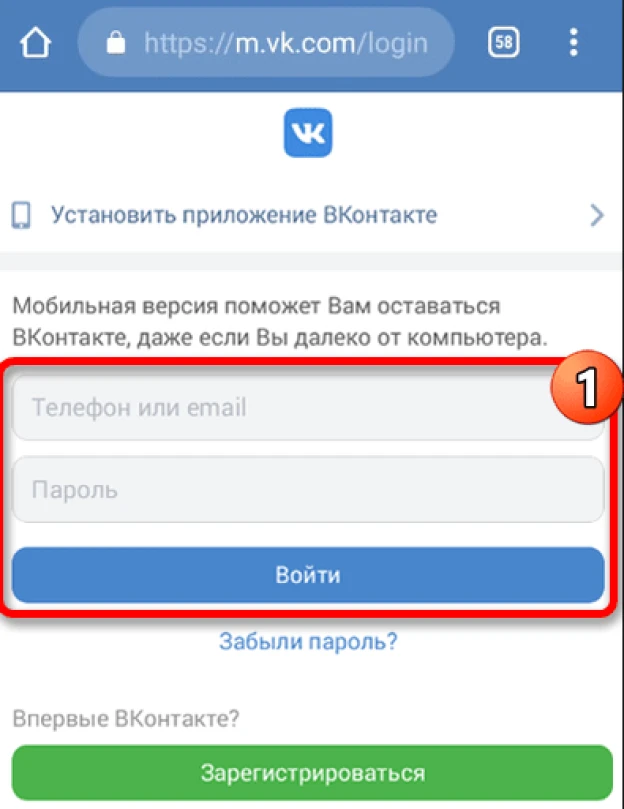 https://m.vk.com/login
58
VK
Установить приложение ВКонтакте
Мобильная версия поможет Вам оставаться
ВКонтакте, даже если Вы далеко от компьютера.
1
Телефон или email
Пароль
Войти
Забыли пароль?
Впервые ВКонтакте?
Зарегистрироваться